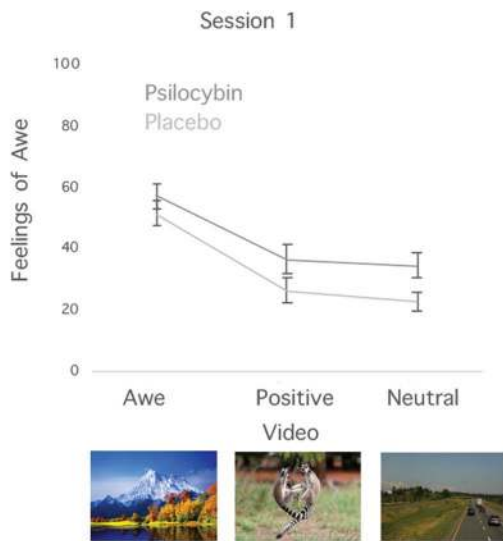 Session 1
100
80
60
40
20
0
Feelings of Awe
Psilocybin
Placebo
Awe
Positive
Neutral
Video